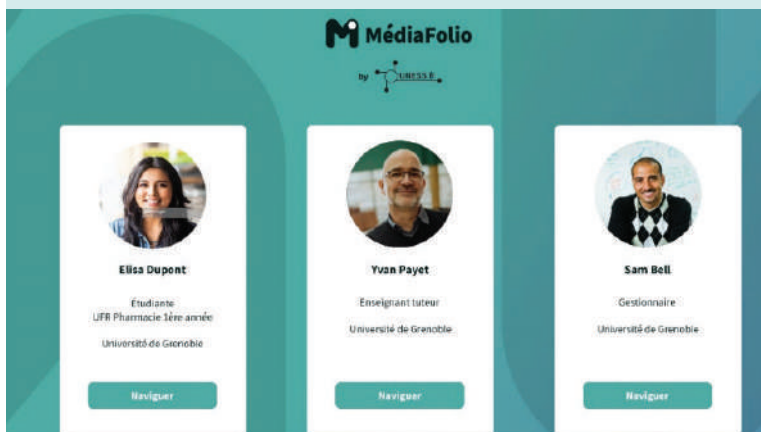 MédiaFolio
by UNESS.fr
Elisa Dupont
Étudiante
UFR Pharmacie 1ère année
Université de Grenoble
Naviguer
Yvan Payet
Enseignant tuteur
Université de Grenoble
Naviguer
Sam Bell
Gestionnaire
Université de Grenoble
Naviguer